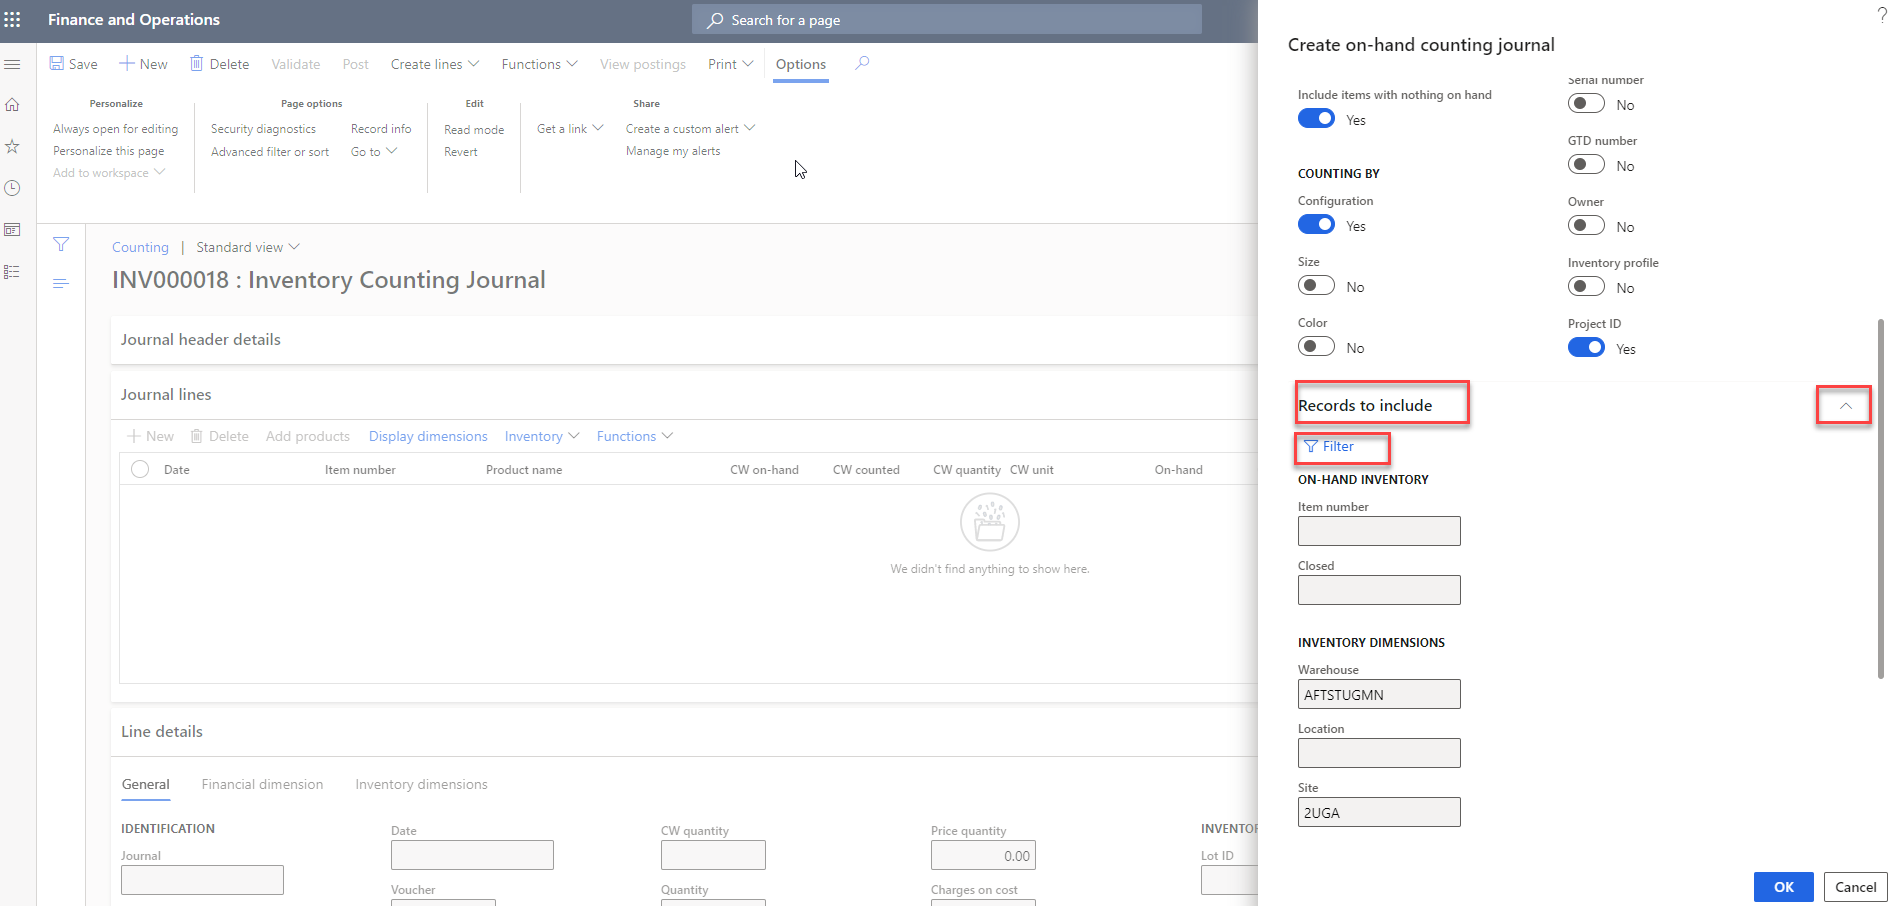 Finance and Operations
Search for a page
?
Save
New
Delete
Validate
Post
Create lines
Functions
View postings
Print
Options
Personalize
Always open for editing
Personalize this page
Add to workspace
Page options
Security diagnostics
Record info
Advanced filter or sort
Go to
Edit
Read mode
Revert
Share
Get a link
Create a custom alert
Manage my alerts
Counting | Standard view
INV000018 : Inventory Counting Journal
Journal header details
Journal lines
New
Delete
Add products
Display dimensions
Inventory
Functions
Date
Item number
Product name
CW on-hand
CW counted
CW quantity
CW unit
On-hand
We didn't find anything to show here.
Line details
General
Financial dimension
Inventory dimensions
IDENTIFICATION
Journal
Date
Voucher
CW quantity
Quantity
Price quantity
0.00
Charges on cost
INVENTOR
Lot ID
Create on-hand counting journal
Include items with nothing on hand
Yes
COUNTING BY
Configuration
Yes
Size
No
Color
No
Serial number
No
GTD number
No
Owner
No
Inventory profile
No
Project ID
Yes
Records to include
Filter
ON-HAND INVENTORY
Item number
Closed
INVENTORY DIMENSIONS
Warehouse
AFTSTUGMN
Location
Site
2UGA
OK
Cancel